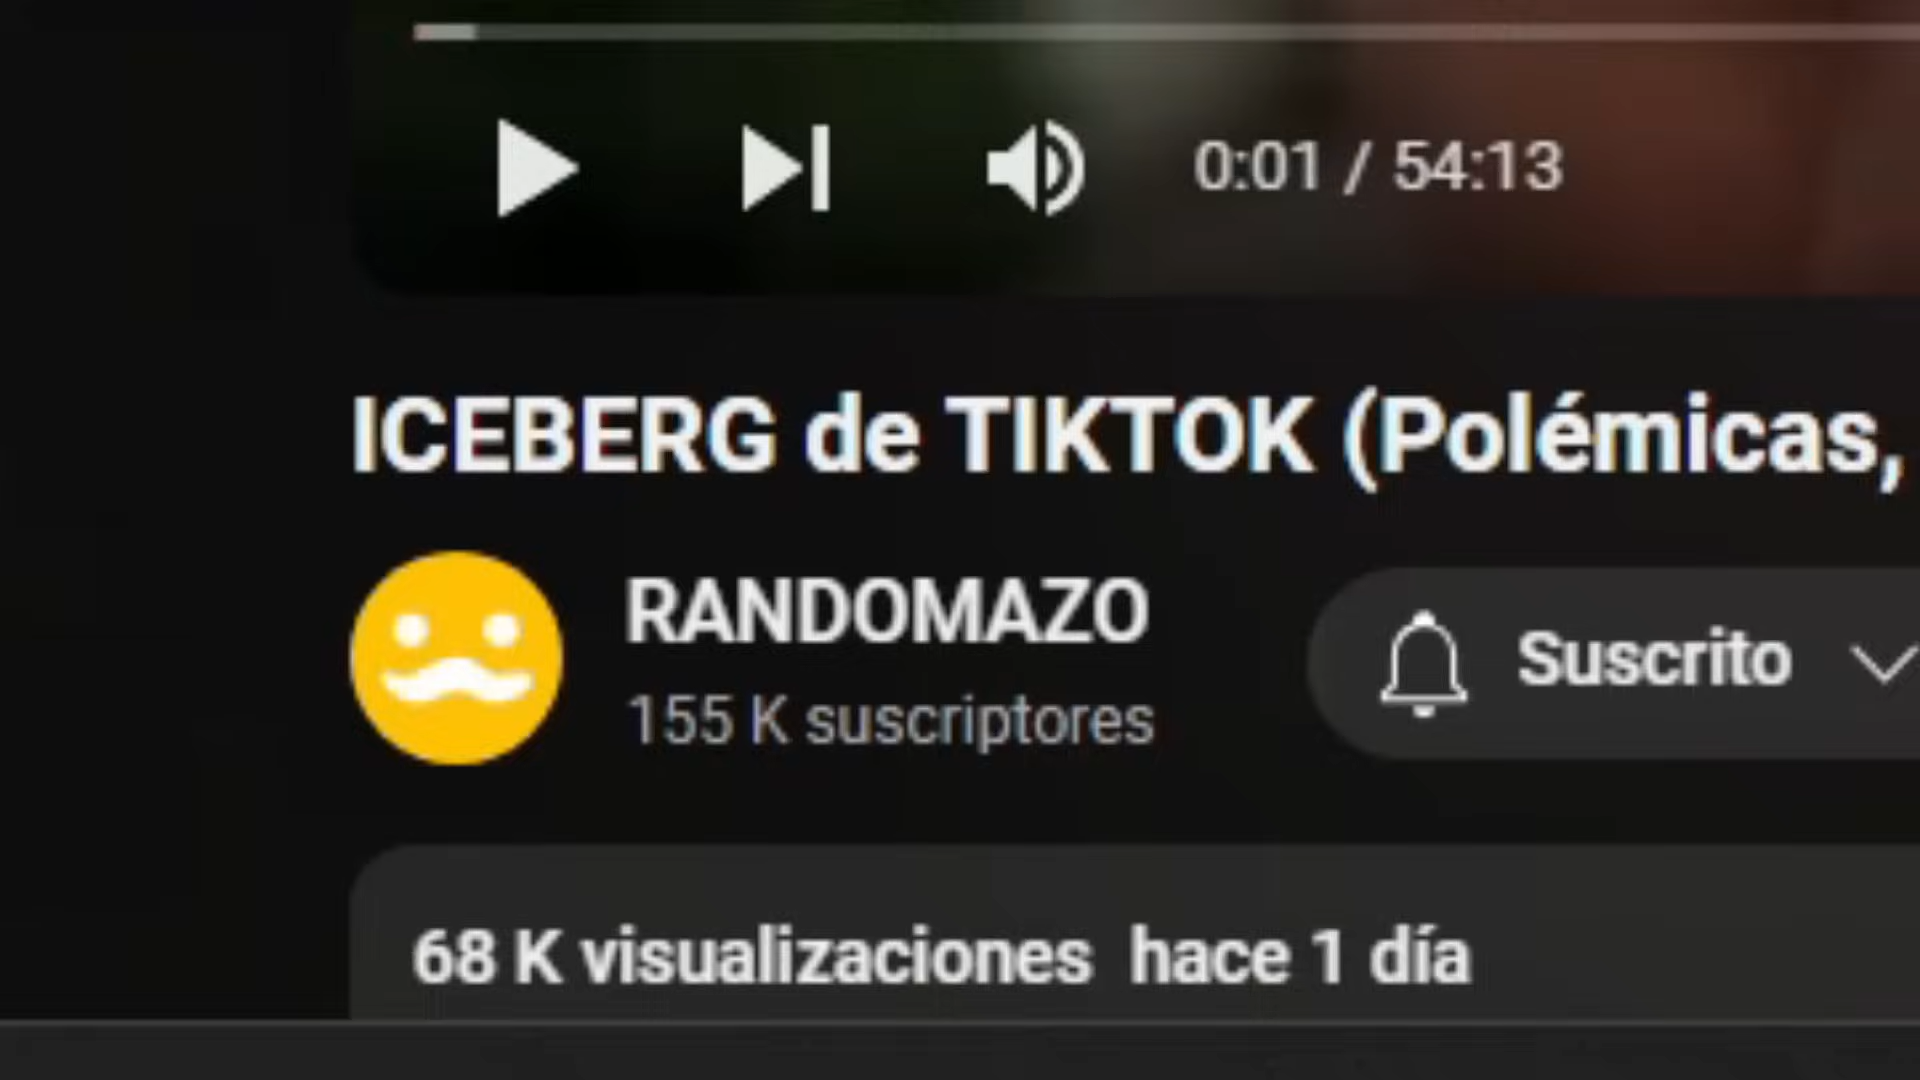 0:01 / 54:13
ICEBERG de TIKTOK (Polémicas,
RANDOMAZO
155 K suscriptores
Suscrito
68 K visualizaciones hace 1 día